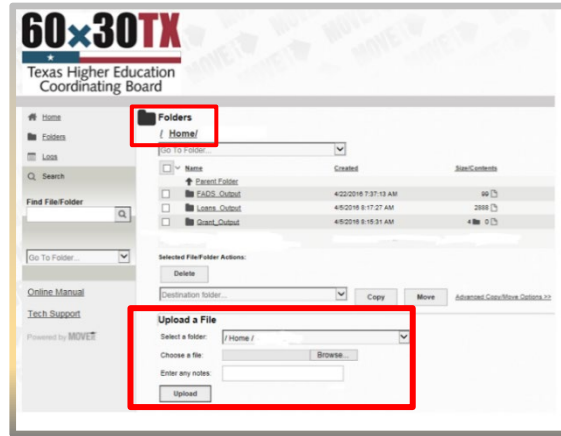 60x30TX
Texas Higher Education
Coordinating Board
MOVEit
Home
Folders
Logs
Search
Find File/Folder
Go To Folder...
Online Manual
Tech Support
Powered by MOVEit
Folders
/ Home/
Go To Folder...
Name Created Size/Contents
Parent Folder
FADS_Output 4/22/2016 7:37:13 AM 99
Loans_Output 4/5/2016 8:17:27 AM 2888
Grant_Output 4/5/2016 8:15:31 AM 4 0
Selected File/Folder Actions:
Delete
Destination folder... Copy Move Advanced Copy/Move Options >>
Upload a File
Select a folder: / Home /
Choose a file: Browse...
Enter any notes:
Upload